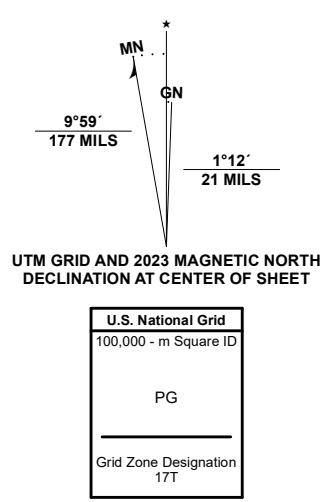 MN
GN
9°59´
177 MILS
1°12´
21 MILS
UTM GRID AND 2023 MAGNETIC NORTH
DECLINATION AT CENTER OF SHEET
U.S. National Grid
100,000 - m Square ID
PG
Grid Zone Designation
17T